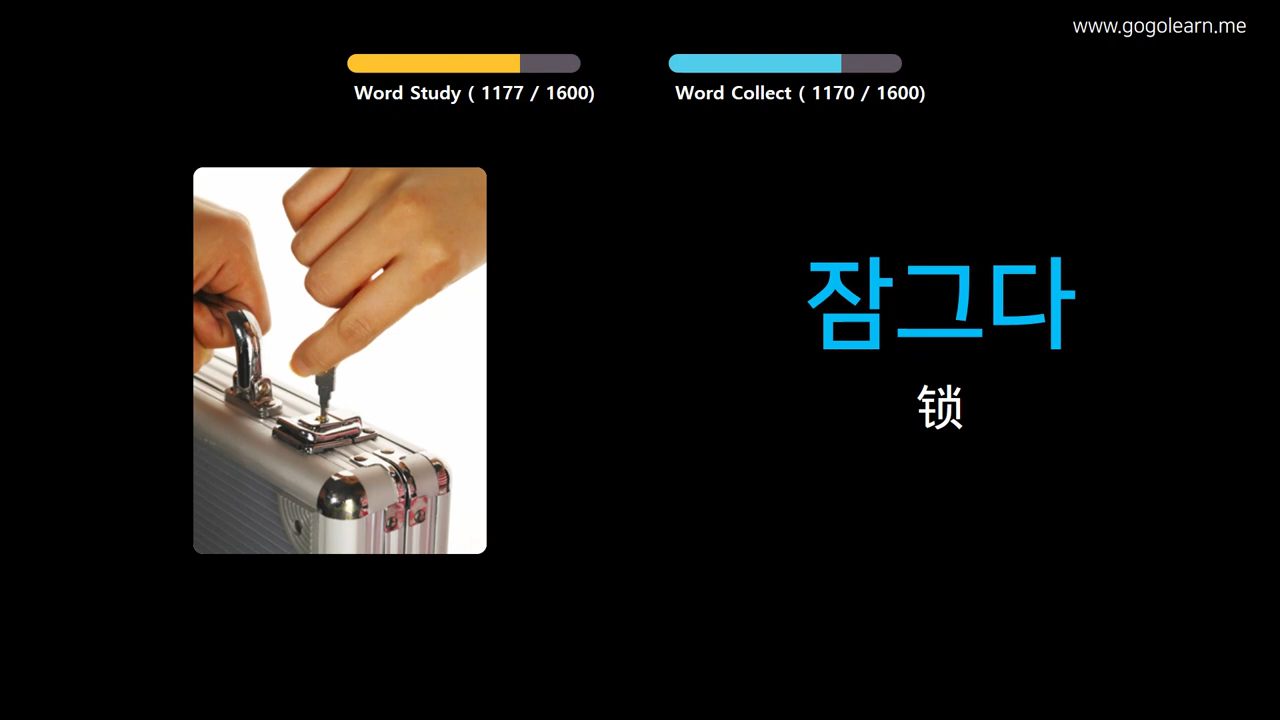 www.gogolearn.me
Word Study ( 1177 / 1600)
Word Collect ( 1170 / 1600)
잠그다
锁